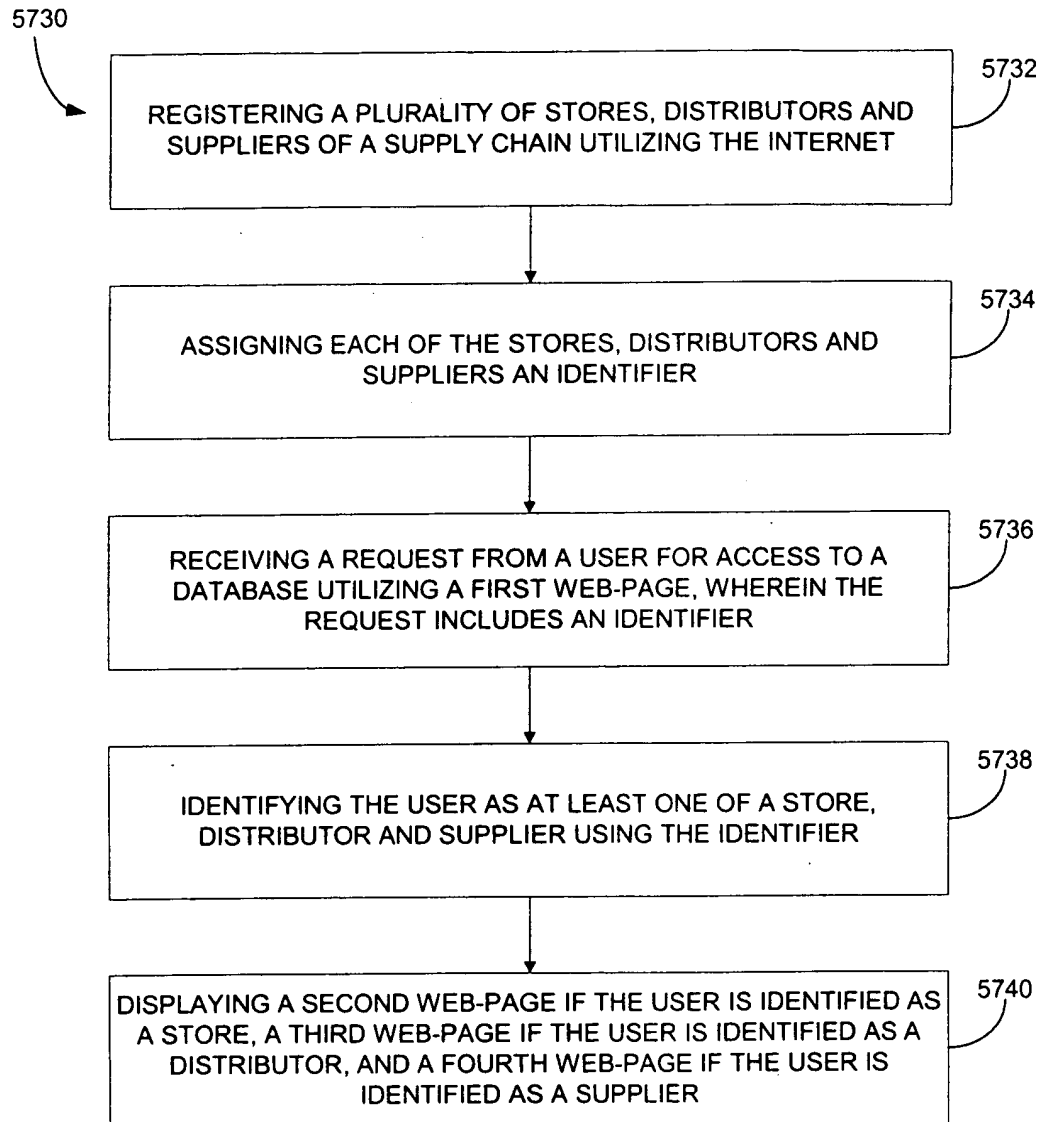 5730
5732
REGISTERING A PLURALITY OF STORES, DISTRIBUTORS AND
SUPPLIERS OF A SUPPLY CHAIN UTILIZING THE INTERNET
5734
ASSIGNING EACH OF THE STORES, DISTRIBUTORS AND
SUPPLIERS AN IDENTIFIER
5736
RECEIVING A REQUEST FROM A USER FOR ACCESS TO A
DATABASE UTILIZING A FIRST WEB-PAGE, WHEREIN THE
REQUEST INCLUDES AN IDENTIFIER
5738
IDENTIFYING THE USER AS AT LEAST ONE OF A STORE,
DISTRIBUTOR AND SUPPLIER USING THE IDENTIFIER
5740
DISPLAYING A SECOND WEB-PAGE IF THE USER IS IDENTIFIED AS
A STORE, A THIRD WEB-PAGE IF THE USER IS IDENTIFIED AS A
DISTRIBUTOR, AND A FOURTH WEB-PAGE IF THE USER IS
IDENTIFIED AS A SUPPLIER